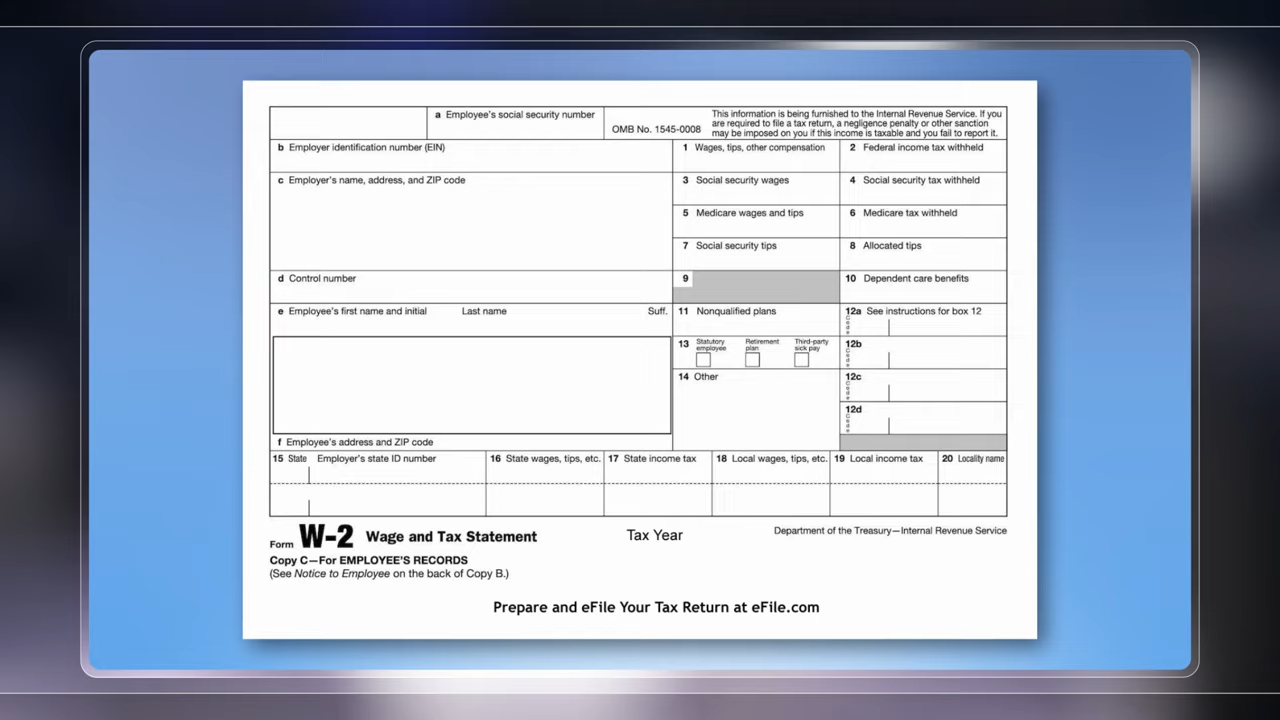 a Employee's social security number
OMB No. 1545-0008
This information is being furnished to the Internal Revenue Service. If you
are required to file a tax return, a negligence penalty or other sanction
may be imposed on you if this income is taxable and you fail to report it.
b Employer identification number (EIN)
1 Wages, tips, other compensation
2 Federal income tax withheld
c Employer's name, address, and ZIP code
3 Social security wages
4 Social security tax withheld
5 Medicare wages and tips
6 Medicare tax withheld
7 Social security tips
8 Allocated tips
d Control number
9
10 Dependent care benefits
e Employee's first name and initial
Last name
Suff.
11 Nonqualified plans
12a See instructions for box 12
Code
13 Statutory employee
Retirement plan
Third-party sick pay
12b
Code
14 Other
12c
Code
12d
Code
f Employee's address and ZIP code
15 State Employer's state ID number
16 State wages, tips, etc.
17 State income tax
18 Local wages, tips, etc.
19 Local income tax
20 Locality name
Form W-2 Wage and Tax Statement
Tax Year
Department of the Treasury—Internal Revenue Service
Copy C—For EMPLOYEE'S RECORDS
(See Notice to Employee on the back of Copy B.)
Prepare and eFile Your Tax Return at eFile.com